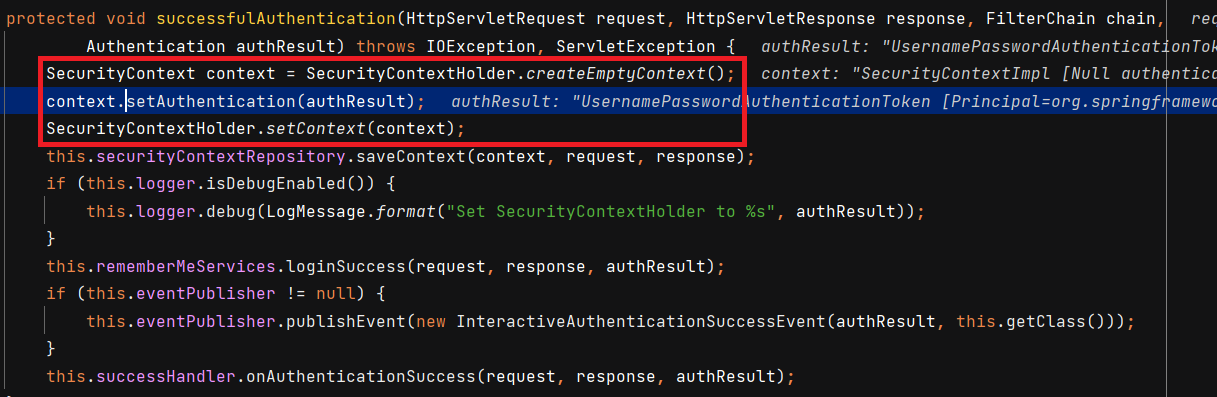 protected void successfulAuthentication(HttpServletRequest request, HttpServletResponse response, FilterChain chain,   req
Authentication authResult) throws IOException, ServletException {   authResult: "UsernamePasswordAuthenticationTok
SecurityContext context = SecurityContextHolder.createEmptyContext();   context: "SecurityContextImpl [Null authentica
context.setAuthentication(authResult);   authResult: "UsernamePasswordAuthenticationToken [Principal=org.springframewo
SecurityContextHolder.setContext(context);
this.securityContextRepository.saveContext(context, request, response);
if (this.logger.isDebugEnabled()) {
this.logger.debug(LogMessage.format("Set SecurityContextHolder to %s", authResult));
}
this.rememberMeServices.loginSuccess(request, response, authResult);
if (this.eventPublisher != null) {
this.eventPublisher.publishEvent(new InteractiveAuthenticationSuccessEvent(authResult, this.getClass()));
}
this.successHandler.onAuthenticationSuccess(request, response, authResult);